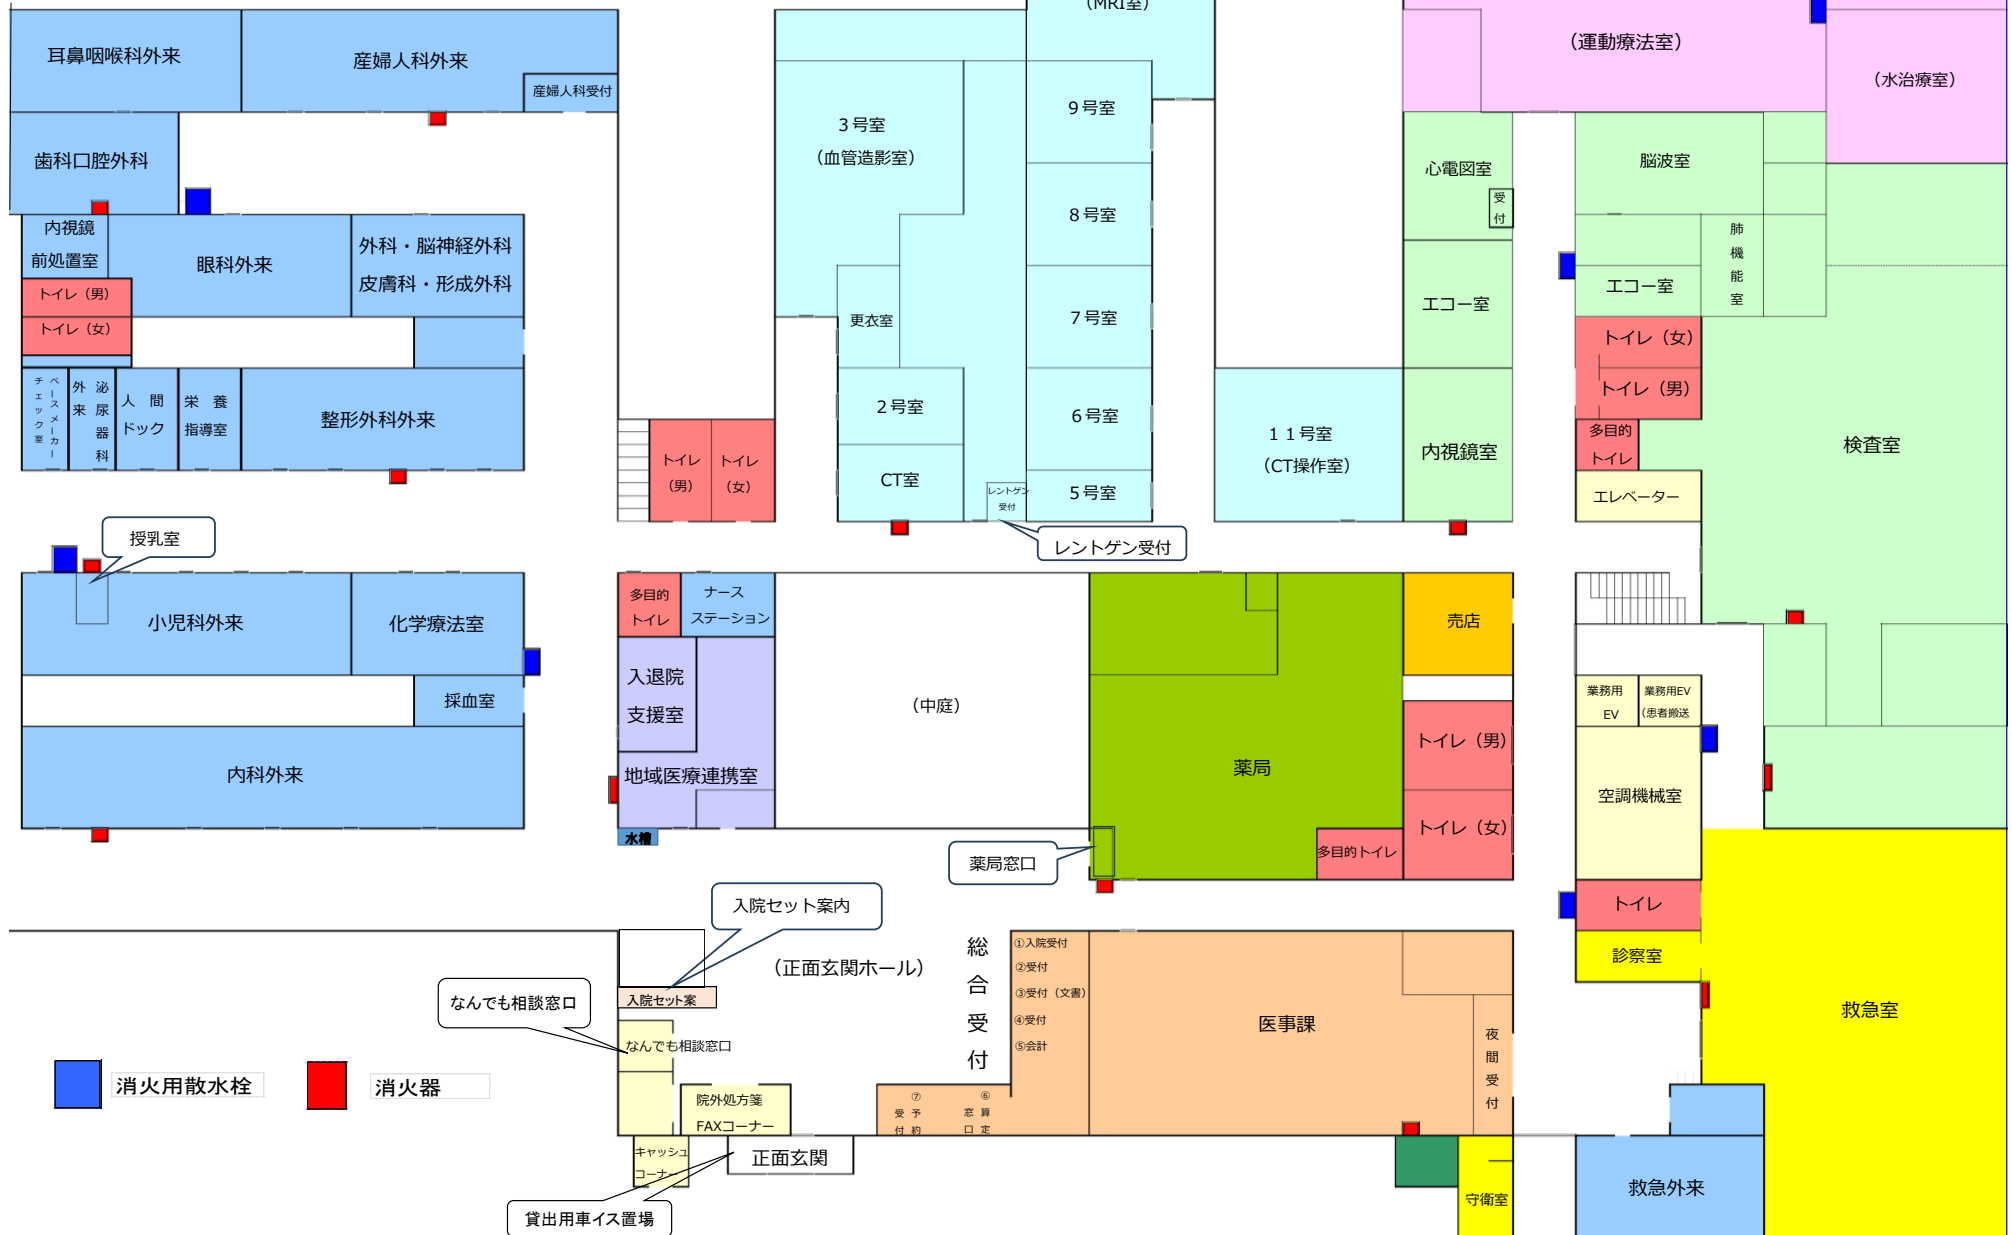 （MRI室）
耳鼻咽喉科外来
産婦人科外来
産婦人科受付
（運動療法室）
（水治療室）
9号室
3号室
（血管造影室）
歯科口腔外科
心電図室
受付
脳波室
8号室
内視鏡
前処置室
眼科外来
外科・脳神経外科
皮膚科・形成外科
肺機能室
トイレ（男）
トイレ（女）
更衣室
7号室
エコー室
エコー室
トイレ（女）
トイレ（男）
ペースメーカー
チェック室
泌尿器科
外来
人間
ドック
栄養
指導室
整形外科外来
2号室
6号室
11号室
（CT操作室）
内視鏡室
多目的
トイレ
検査室
トイレ
（男）
トイレ
（女）
CT室
レントゲン
受付
5号室
エレベーター
授乳室
レントゲン受付
小児科外来
化学療法室
多目的
トイレ
ナース
ステーション
売店
入退院
支援室
採血室
（中庭）
業務用
EV
業務用EV
（患者搬送
内科外来
地域医療連携室
薬局
トイレ（男）
トイレ（女）
空調機械室
水槽
薬局窓口
多目的トイレ
入院セット案内
トイレ
（正面玄関ホール）
総合受付
①入院受付
②受付
③受付（文書）
④受付
⑤会計
診察室
なんでも相談窓口
入院セット案
なんでも相談窓口
医事課
夜間受付
救急室
消火用散水栓
消火器
院外処方箋
FAXコーナー
⑦
予約
受付
⑥
算定
窓口
キャッシュ
コーナー
正面玄関
貸出用車イス置場
守衛室
救急外来